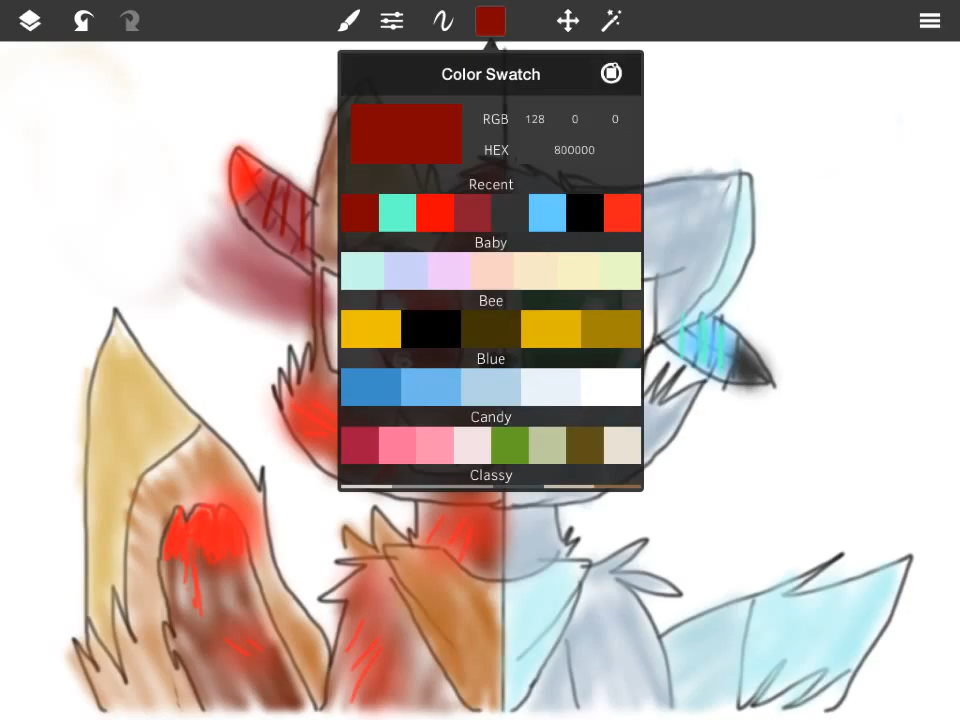 Color Swatch
RGB 128 0 0
HEX 800000
Recent
Baby
Bee
Blue
Candy
Classy